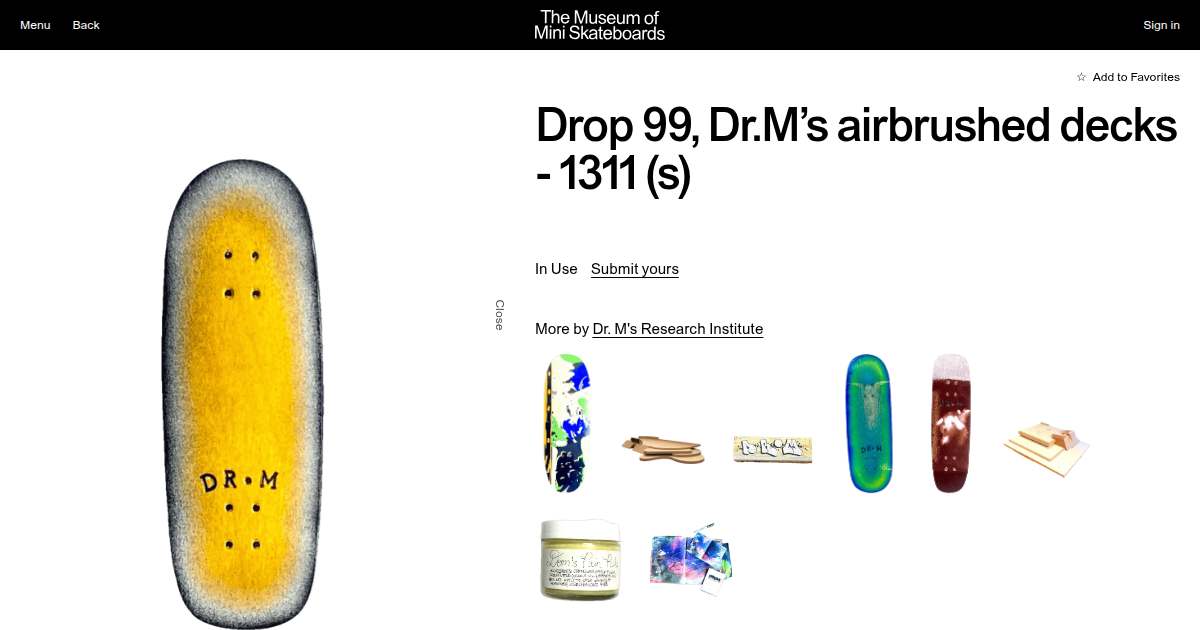 Menu
Back
The Museum of
Mini Skateboards
Sign in
☆ Add to Favorites
Drop 99, Dr.M’s airbrushed decks
- 1311 (s)
In Use
Submit yours
Close
More by Dr. M's Research Institute
DR•M
DR•M